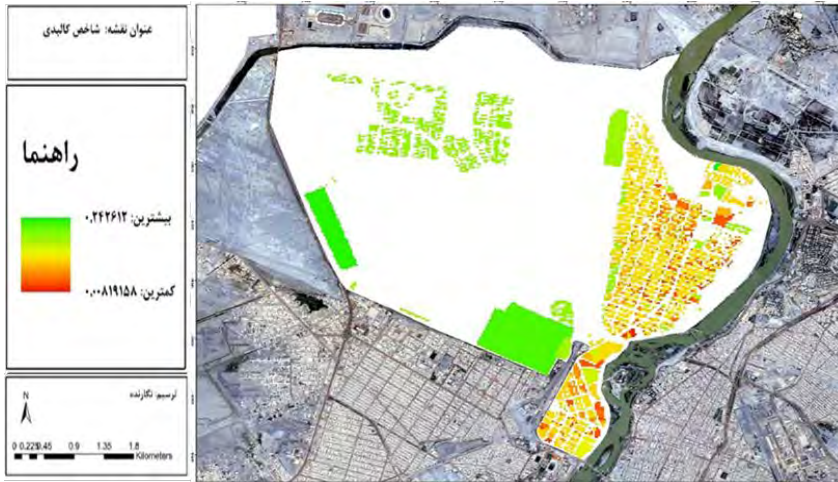 عنوان نقشه: شاخص کالبدی
راهنما
بیشترین: ۰.۲۴۲۶۱۲
کمترین: ۰.۰۰۸۱۹۱۵۸
ترسیم: نگارنده
N
0 0.225 0.45 0.9 1.35 1.8
Kilometers